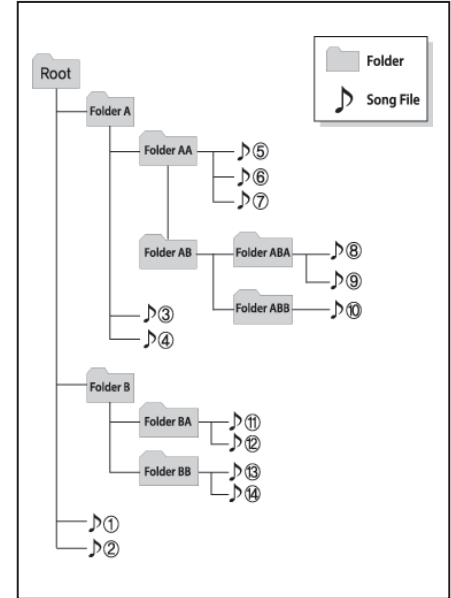 Root
Folder
Song File
Folder A
Folder AA
♪⑤
♪⑥
♪⑦
Folder AB
Folder ABA
♪⑧
♪⑨
Folder ABB
♪⑩
♪③
♪④
Folder B
Folder BA
♪⑪
♪⑫
Folder BB
♪⑬
♪⑭
♪①
♪②